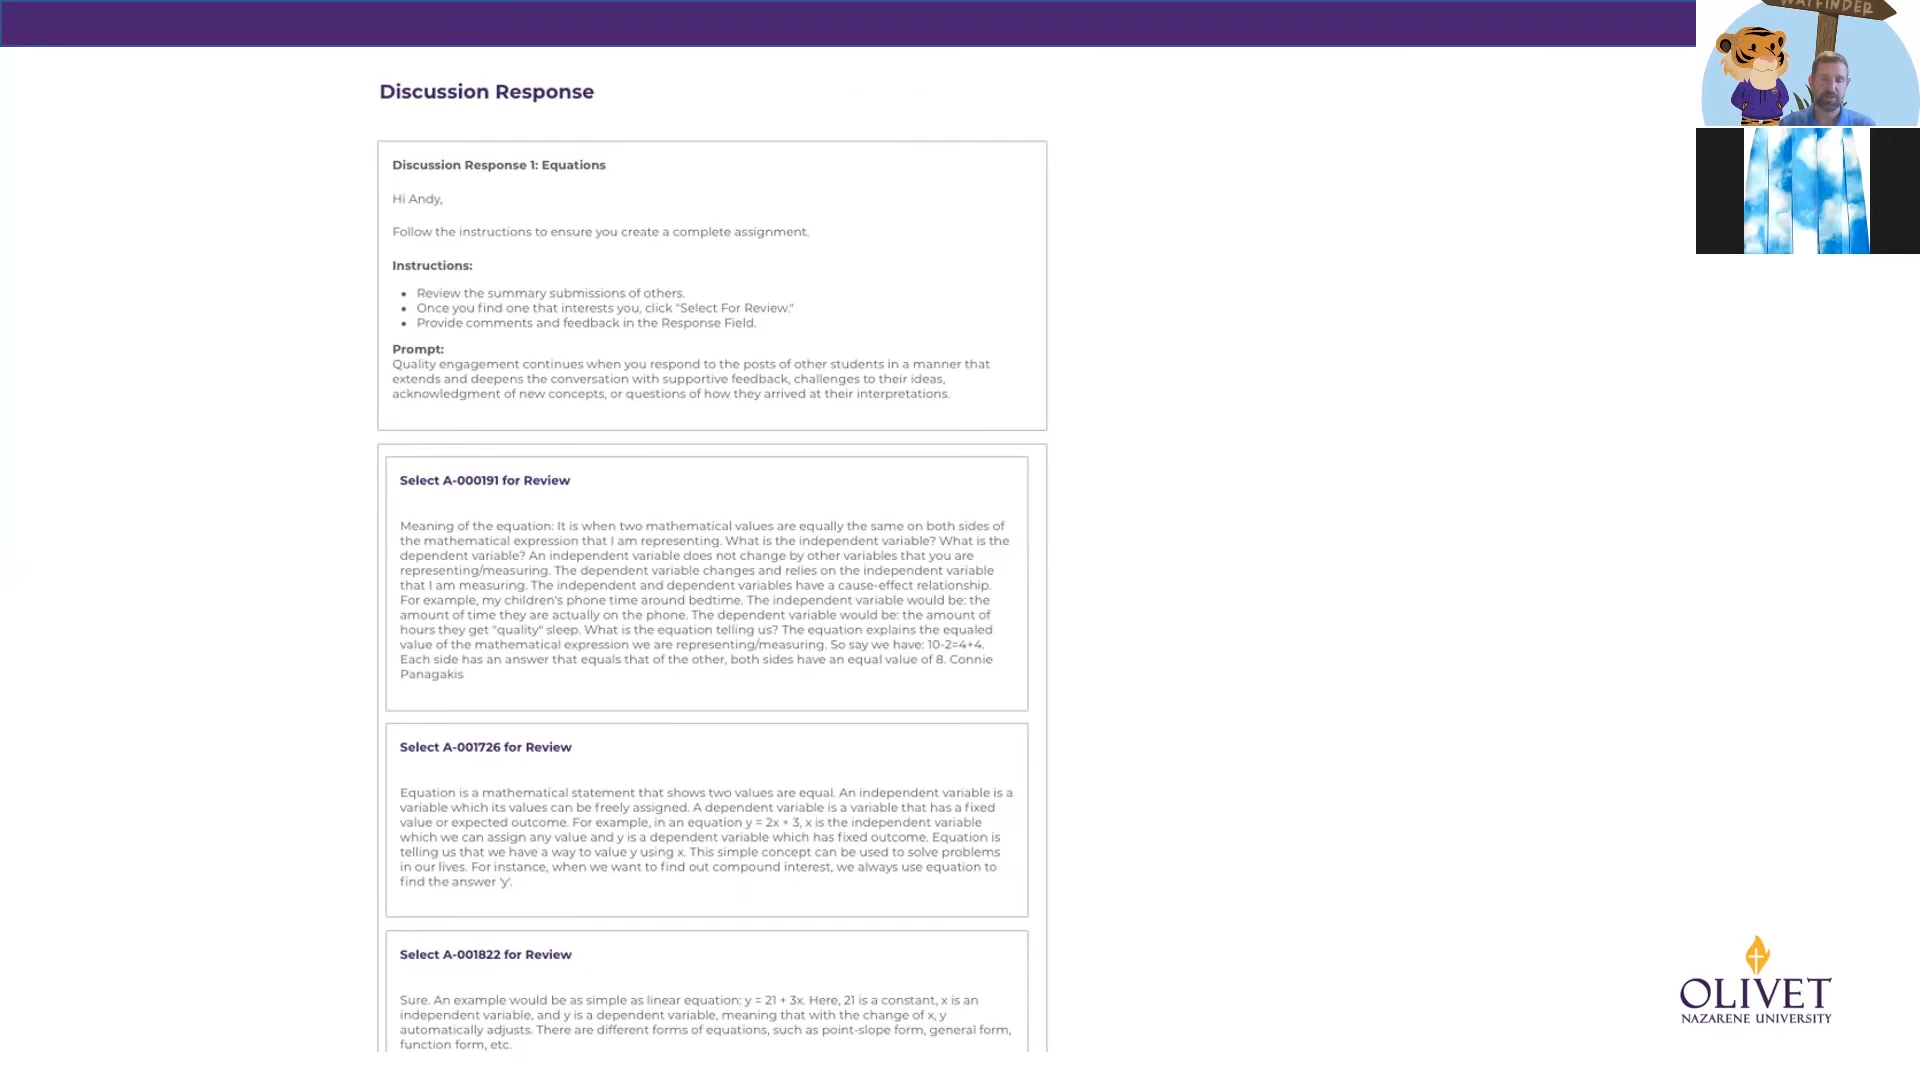 WAYFINDER
Discussion Response
Discussion Response 1: Equations
Hi Andy,
Follow the instructions to ensure you create a complete assignment.
Instructions:
• Review the summary submissions of others.
• Once you find one that interests you, click "Select For Review."
• Provide comments and feedback in the Response Field.
Prompt:
Quality engagement continues when you respond to the posts of other students in a manner that
extends and deepens the conversation with supportive feedback, challenges to their ideas,
acknowledgment of new concepts, or questions of how they arrived at their interpretations.
Select A-000191 for Review
Meaning of the equation: It is when two mathematical values are equally the same on both sides of
the mathematical expression that I am representing. What is the independent variable? What is the
dependent variable? An independent variable does not change by other variables that you are
representing/measuring. The dependent variable changes and relies on the independent variable
that I am measuring. The independent and dependent variables have a cause-effect relationship.
For example, my children's phone time around bedtime. The independent variable would be: the
amount of time they are actually on the phone. The dependent variable would be: the amount of
hours they get "quality" sleep. What is the equation telling us? The equation explains the equaled
value of the mathematical expression we are representing/measuring. So say we have: 10-2=4+4.
Each side has an answer that equals that of the other, both sides have an equal value of 8. Connie
Panagakis
Select A-001726 for Review
Equation is a mathematical statement that shows two values are equal. An independent variable is a
variable which its values can be freely assigned. A dependent variable is a variable that has a fixed
value or expected outcome. For example, in an equation y = 2x + 3, x is the independent variable
which we can assign any value and y is a dependent variable which has fixed outcome. Equation is
telling us that we have a way to value y using x. This simple concept can be used to solve problems
in our lives. For instance, when we want to find out compound interest, we always use equation to
find the answer 'y'.
Select A-001822 for Review
Sure. An example would be as simple as linear equation: y = 21 + 3x. Here, 21 is a constant, x is an
independent variable, and y is a dependent variable, meaning that with the change of x, y
automatically adjusts. There are different forms of equations, such as point-slope form, general form,
function form, etc.
OLIVET
NAZARENE UNIVERSITY